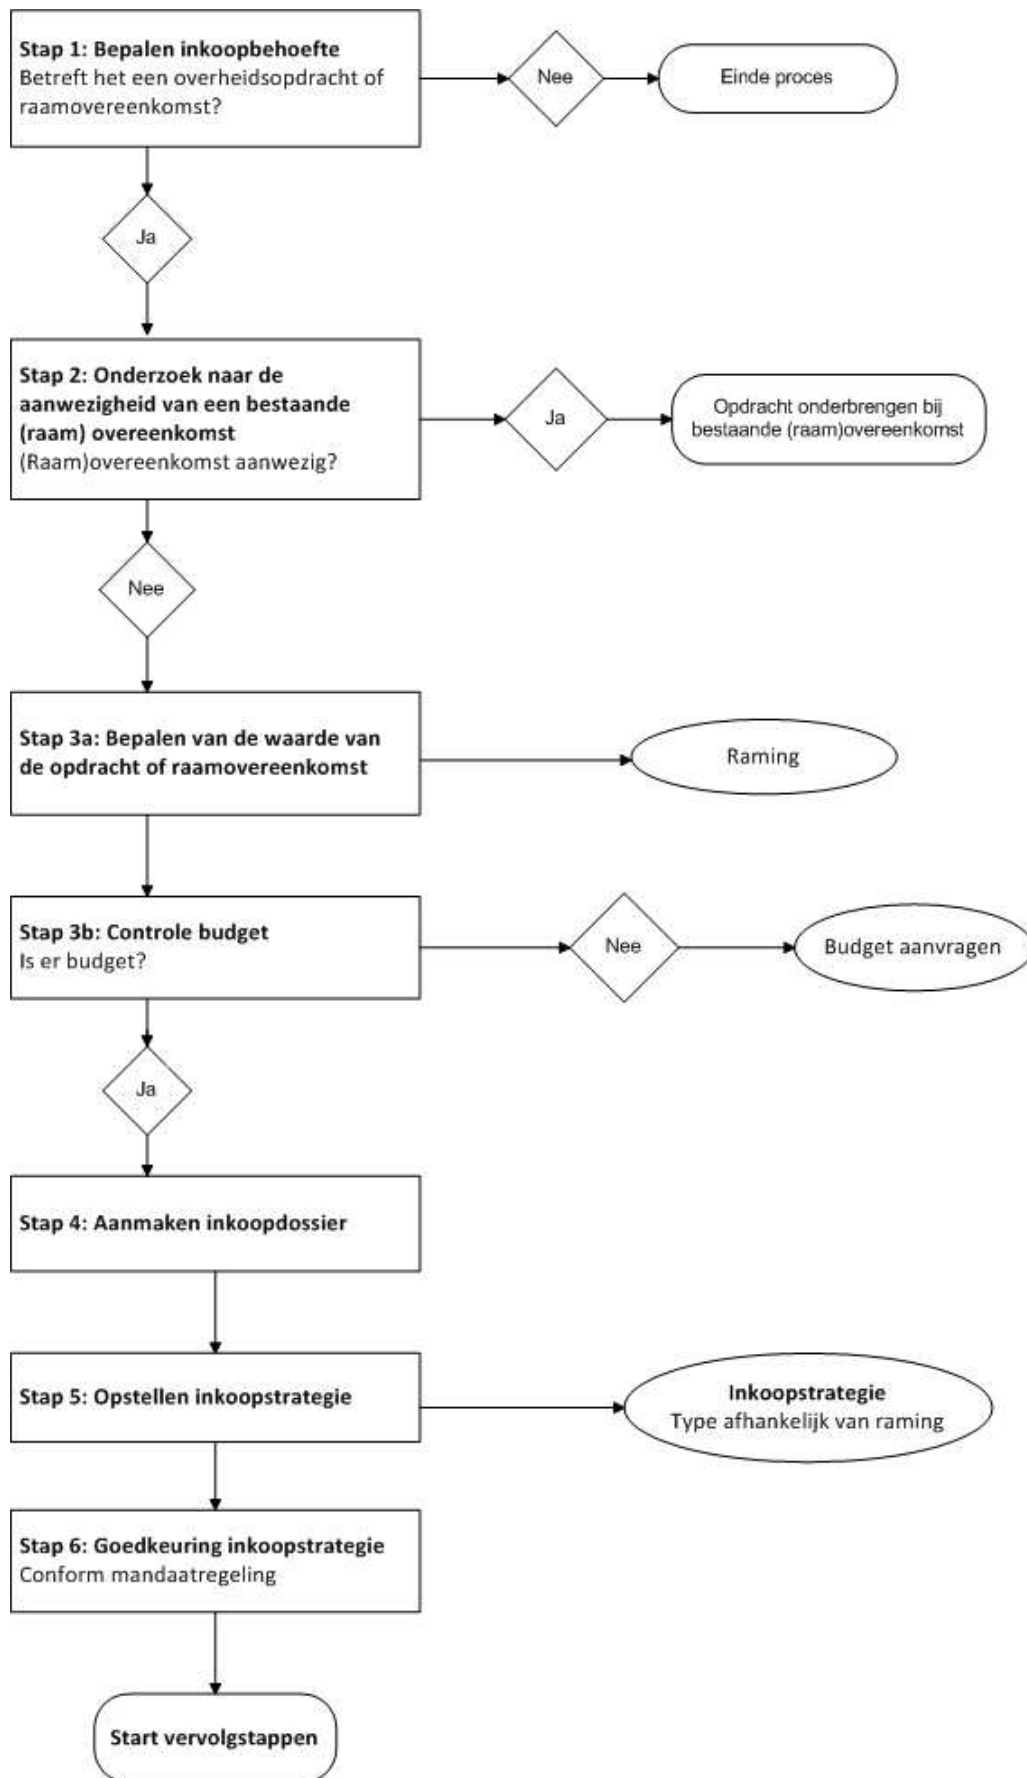 Stap 1: Bepalen inkoopbehoefte
Betreft het een overheidsopdracht of
raamovereenkomst?
Nee
Einde proces
Ja
Stap 2: Onderzoek naar de
aanwezigheid van een bestaande
(raam) overeenkomst
(Raam)overeenkomst aanwezig?
Ja
Opdracht onderbrengen bij
bestaande (raam)overeenkomst
Nee
Stap 3a: Bepalen van de waarde van
de opdracht of raamovereenkomst
Raming
Stap 3b: Controle budget
Is er budget?
Nee
Budget aanvragen
Ja
Stap 4: Aanmaken inkoopdossier
Stap 5: Opstellen inkoopstrategie
Inkoopstrategie
Type afhankelijk van raming
Stap 6: Goedkeuring inkoopstrategie
Conform mandaatregeling
Start vervolgstappen